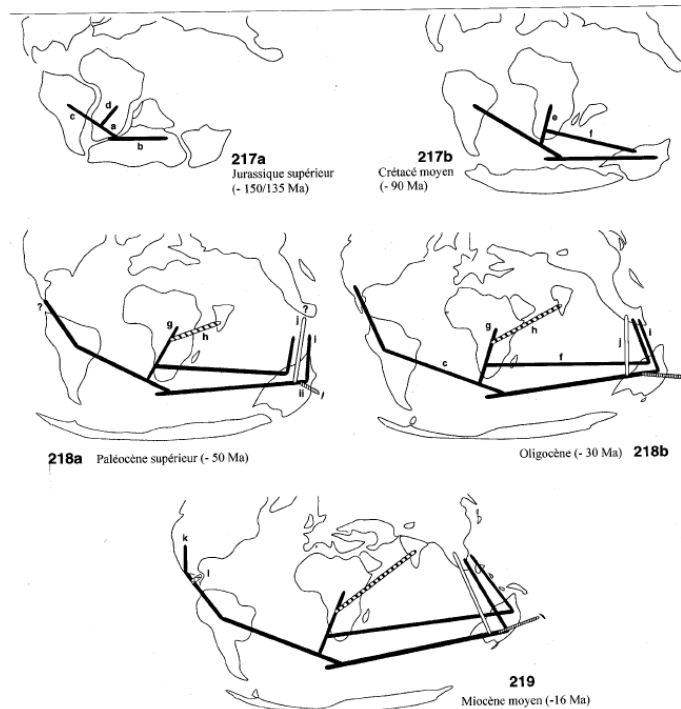 c
d
a
b
217a
Jurassique supérieur
(- 150/135 Ma)
e
f
217b
Crétacé moyen
(- 90 Ma)
?
g
h
?
j
i
ii
218a Paléocène supérieur (- 50 Ma)
g
h
c
f
j
i
Oligocène (- 30 Ma) 218b
k
l
219
Miocène moyen (-16 Ma)